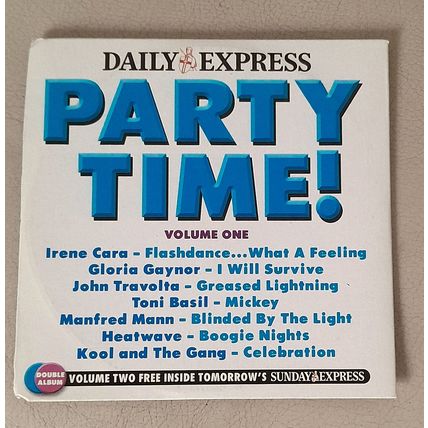 DAILY EXPRESS
PARTY
TIME!
VOLUME ONE
Irene Cara – Flashdance...What A Feeling
Gloria Gaynor – I Will Survive
John Travolta – Greased Lightning
Toni Basil – Mickey
Manfred Mann – Blinded By The Light
Heatwave – Boogie Nights
Kool and The Gang – Celebration
DOUBLE
ALBUM
VOLUME TWO FREE INSIDE TOMORROW'S SUNDAY EXPRESS